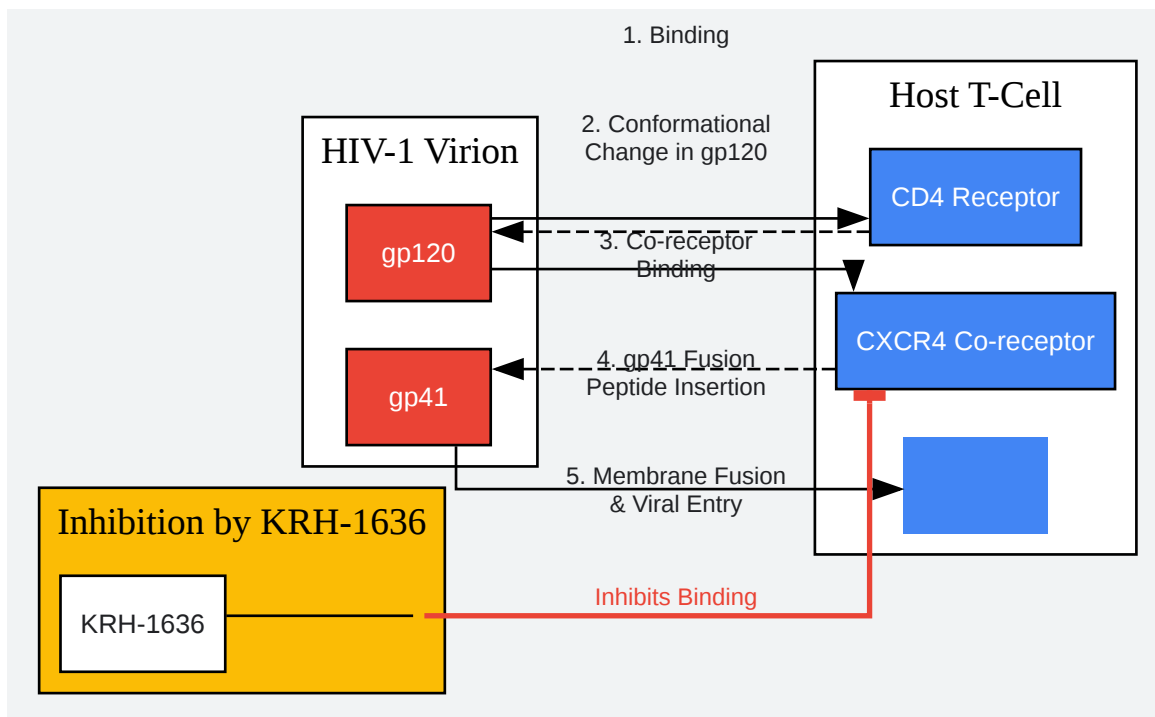 1. Binding
Host T-Cell
2. Conformational
Change in gp120
HIV-1 Virion
CD4 Receptor
gp120
3. Co-receptor
Binding
CXCR4 Co-receptor
4. gp41 Fusion
Peptide Insertion
gp41
5. Membrane Fusion
& Viral Entry
Inhibition by KRH-1636
Inhibits Binding
KRH-1636